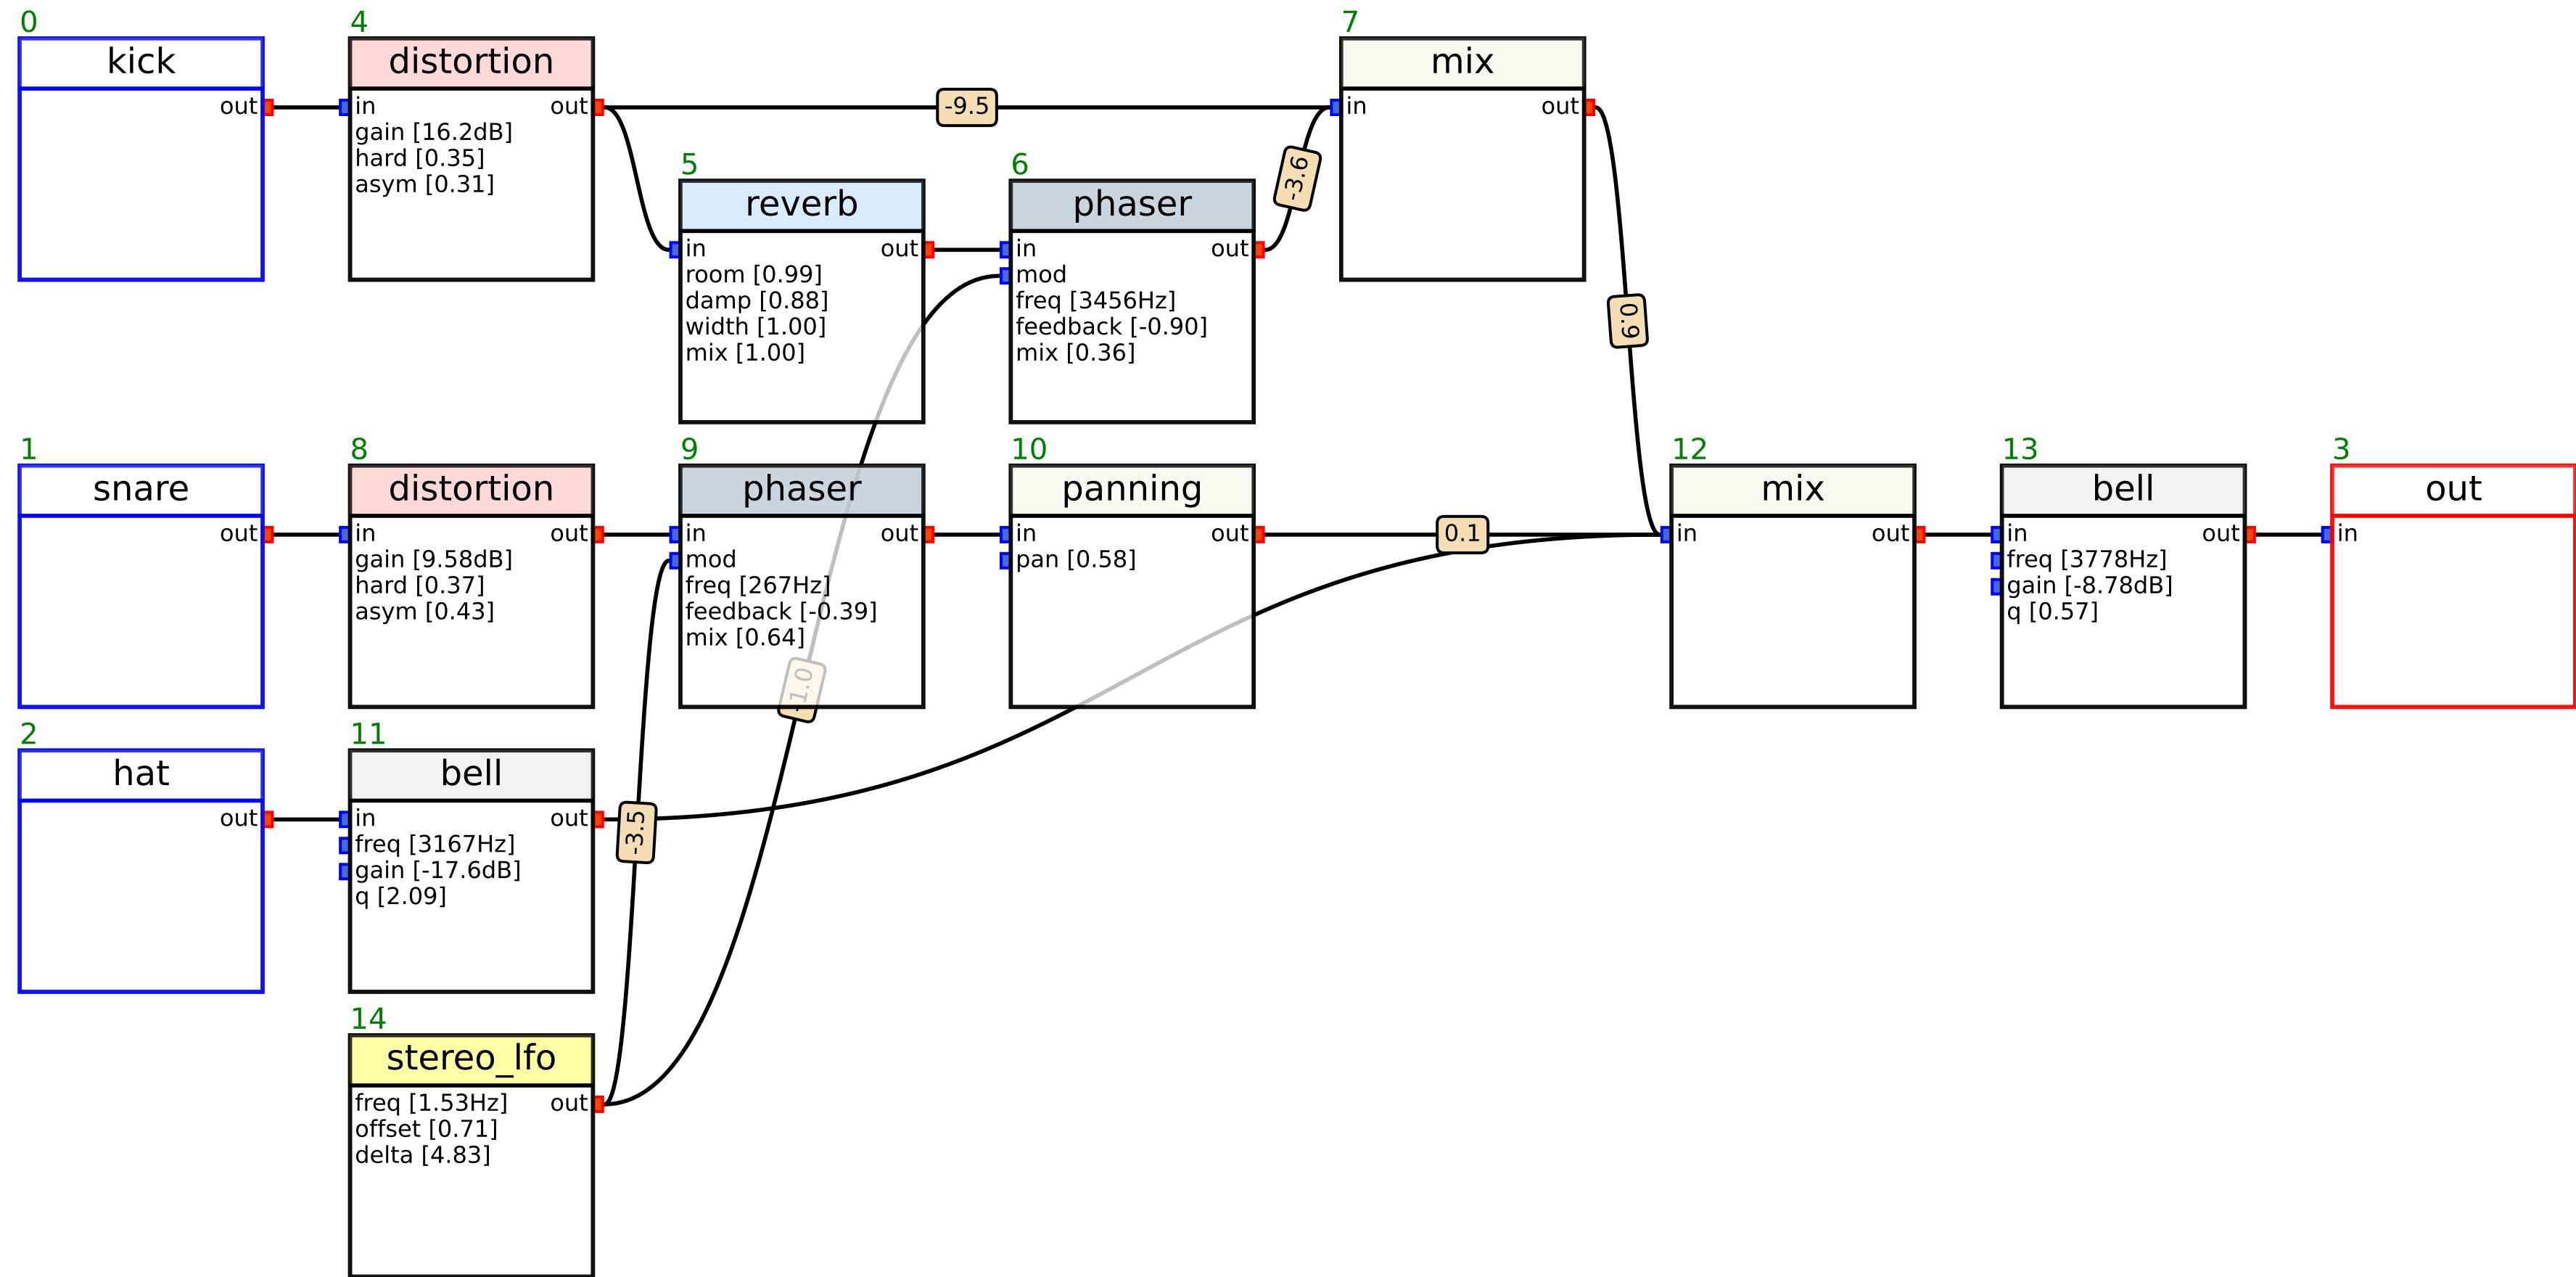 0
kick
out
4
distortion
in out
gain [16.2dB]
hard [0.35]
asym [0.31]
-9.5
7
mix
in out
5
reverb
in out
room [0.99]
damp [0.88]
width [1.00]
mix [1.00]
6
phaser
in out
mod
freq [3456Hz]
feedback [-0.90]
mix [0.36]
-3.6
0.9
1
snare
out
8
distortion
in out
gain [9.58dB]
hard [0.37]
asym [0.43]
9
phaser
in out
mod
freq [267Hz]
feedback [-0.39]
mix [0.64]
10
panning
in out
pan [0.58]
0.1
12
mix
in out
13
bell
in out
freq [3778Hz]
gain [-8.78dB]
q [0.57]
3
out
in
2
hat
out
11
bell
in out
freq [3167Hz]
gain [-17.6dB]
q [2.09]
-3.5
14
stereo_lfo
freq [1.53Hz] out
offset [0.71]
delta [4.83]